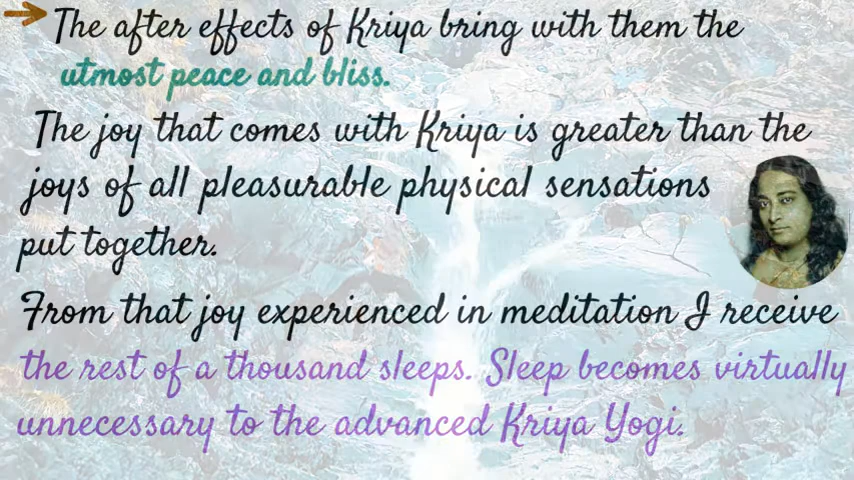 The after effects of Kriya bring with them the
utmost peace and bliss.
The joy that comes with Kriya is greater than the
joys of all pleasurable physical sensations
put together.
From that joy experienced in meditation I receive
the rest of a thousand sleeps. Sleep becomes virtually
unnecessary to the advanced Kriya Yogi.